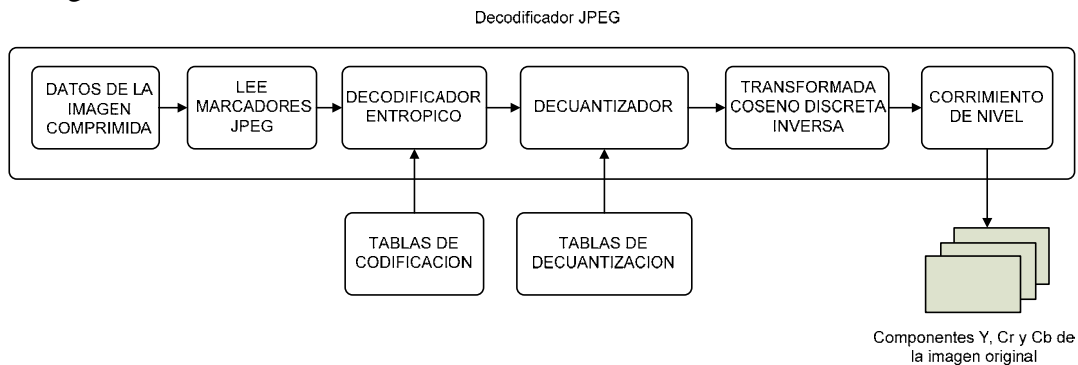 Decodificador JPEG
DATOS DE LA
IMAGEN
COMPRIMIDA
LEE
MARCADORES
JPEG
DECODIFICADOR
ENTROPICO
DECUANTIZADOR
TRANSFORMADA
COSENO DISCRETA
INVERSA
CORRIMIENTO
DE NIVEL
TABLAS DE
CODIFICACION
TABLAS DE
DECUANTIZACION
Componentes Y, Cr y Cb de
la imagen original